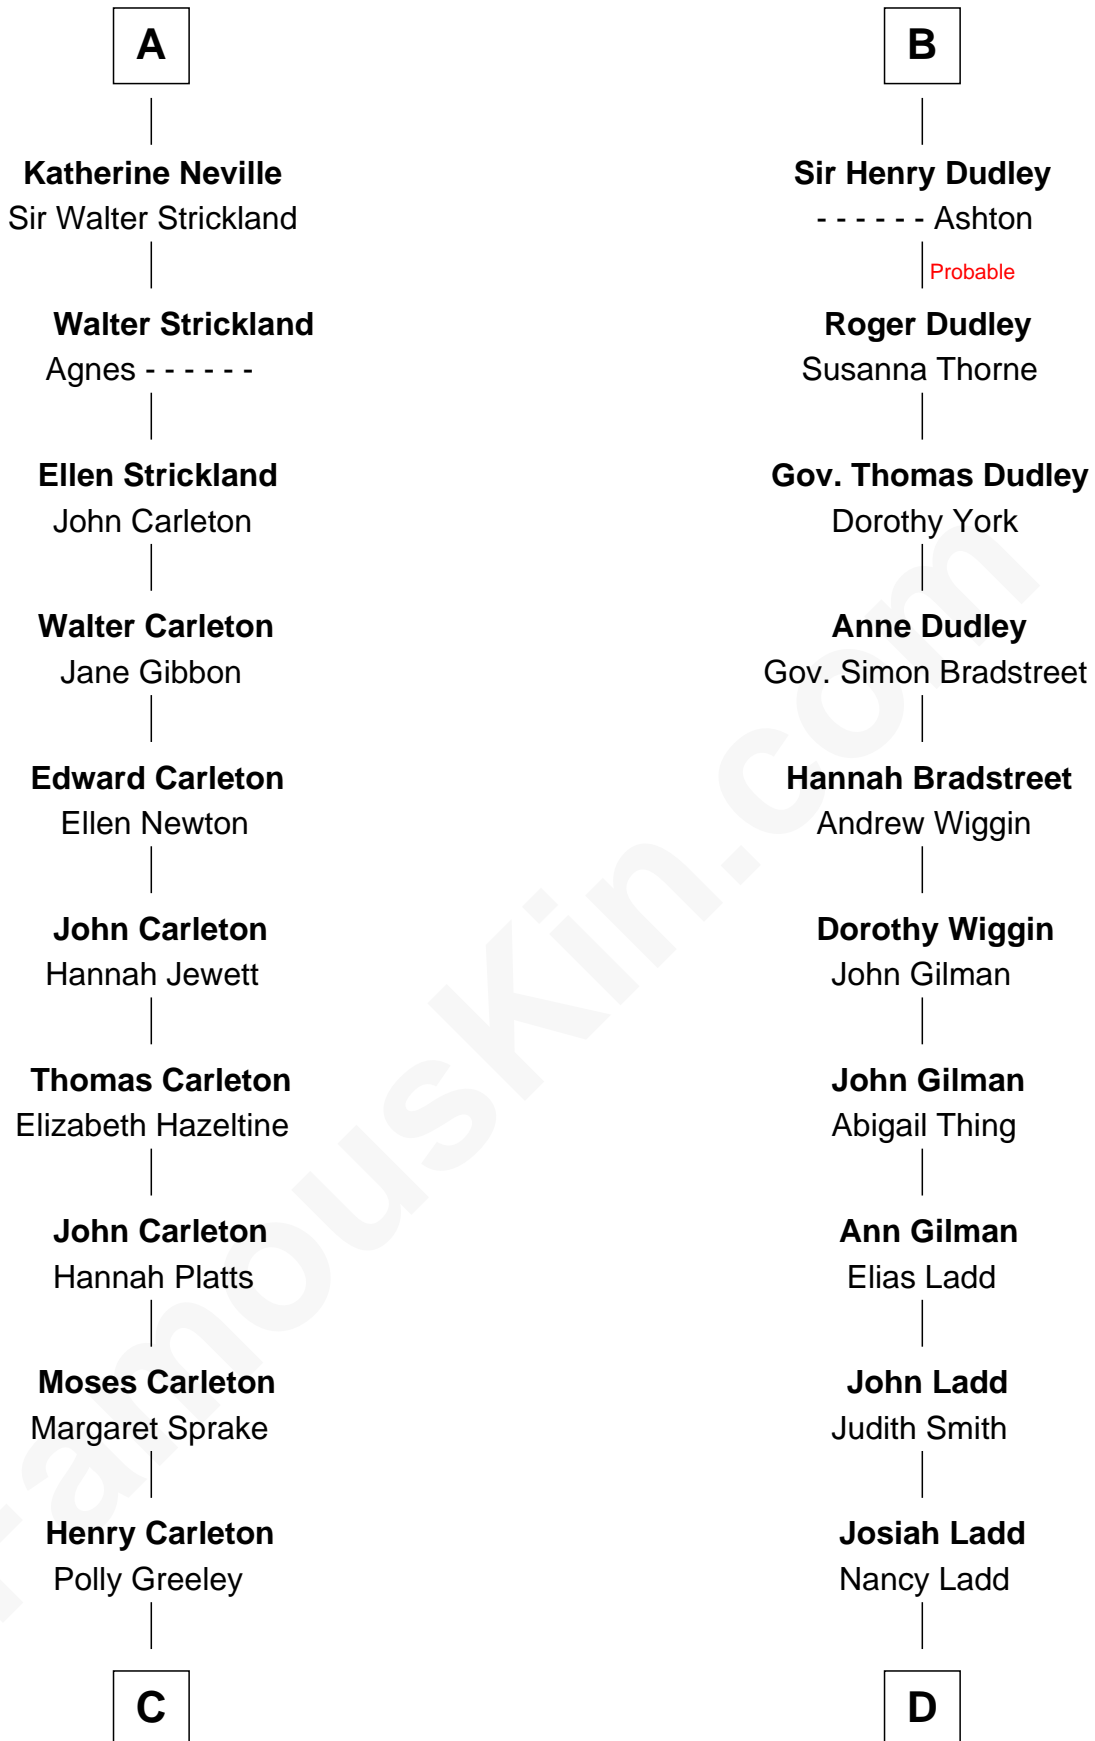 A
Katherine Neville
Sir Walter Strickland
Walter Strickland
Agnes - - - - - -
Ellen Strickland
John Carleton
Walter Carleton
Jane Gibbon
Edward Carleton
Ellen Newton
John Carleton
Hannah Jewett
Thomas Carleton
Elizabeth Hazeltine
John Carleton
Hannah Platts
Moses Carleton
Margaret Sprake
Henry Carleton
Polly Greeley
C
B
Sir Henry Dudley
- - - - - - Ashton
Probable
Roger Dudley
Susanna Thorne
Gov. Thomas Dudley
Dorothy York
Anne Dudley
Gov. Simon Bradstreet
Hannah Bradstreet
Andrew Wiggin
Dorothy Wiggin
John Gilman
John Gilman
Abigail Thing
Ann Gilman
Elias Ladd
John Ladd
Judith Smith
Josiah Ladd
Nancy Ladd
D
FamousKin.com